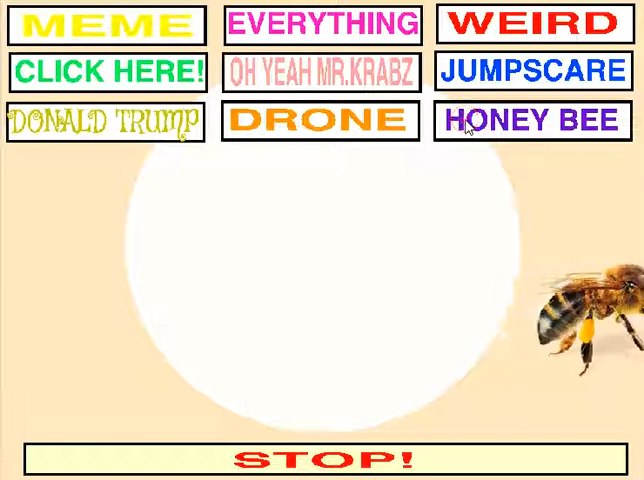 MEME
EVERYTHING
WEIRD
CLICK HERE!
OH YEAH MR.KRABZ
JUMPSCARE
DONALD TRUMP
DRONE
HONEY BEE
STOP!